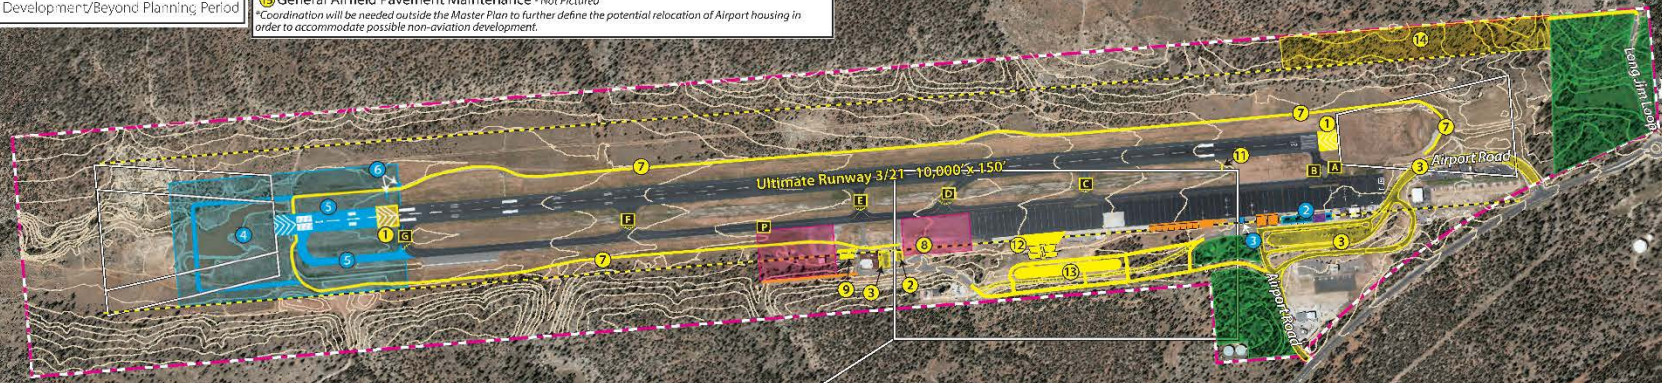 Development/Beyond Planning Period
15 General Airfield Pavement Maintenance - Not Pictured
*Coordination will be needed outside the Master Plan to further define the potential relocation of Airport housing in
order to accommodate possible non-aviation development.
14
Long Jim Loop
7
1
7
11
3
Airport Road
6
7
Ultimate Runway 3/21 10,000' x 150'
B
A
5
D
C
E
4
1
G
F
P
2
8
12
3
3
5
7
13
9
3
2
Airport Road